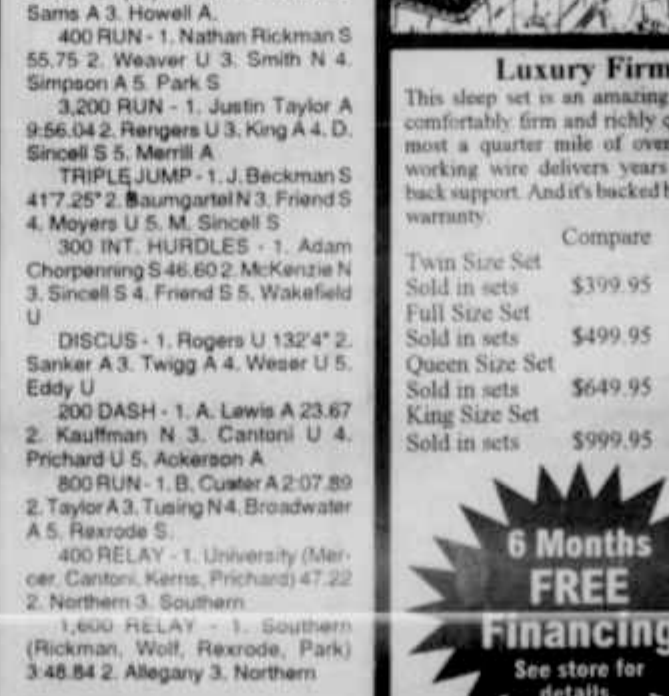 Sams A 3. Howell A.
400 RUN - 1. Nathan Rickman S
55.75 2. Weaver U 3. Smith N 4.
Simpson A 5. Park S
3,200 RUN - 1. Justin Taylor A
9:56.04 2. Rengers U 3. King A 4. D.
Sincell S 5. Merrill A
TRIPLE JUMP - 1. J. Beckman S
41'7.25" 2. Baumgartel N 3. Friend S
4. Moyers U 5. M. Sincell S
300 INT. HURDLES - 1. Adam
Chorpenning S 46.60 2. McKenzie N
3. Sincell S 4. Friend S 5. Wakefield
U
DISCUS - 1. Rogers U 132'4" 2.
Sanker A 3. Twigg A 4. Weser U 5.
Eddy U
200 DASH - 1. A. Lewis A 23.67
2. Kauffman N 3. Cantoni U 4.
Prichard U 5. Ackerson A
800 RUN - 1. B. Custer A 2:07.89
2. Taylor A 3. Tusing N 4. Broadwater
A 5. Rexrode S.
400 RELAY - 1. University (Mer-
cer, Cantoni, Kerns, Prichard) 47.22
2. Northern 3. Southern
1,600 RELAY - 1. Southern
(Rickman, Wolf, Rexrode, Park)
3:48.84 2. Allegany 3. Northern
Luxury Firm
This sleep set is an amazing
comfortably firm and richly
most a quarter mile of over
working wire delivers years
back support. And it's backed
warranty.
Compare
Twin Size Set
Sold in sets $399.95
Full Size Set
Sold in sets $499.95
Queen Size Set
Sold in sets $649.95
King Size Set
Sold in sets $999.95
6 Months
FREE
Financing
See store for
details